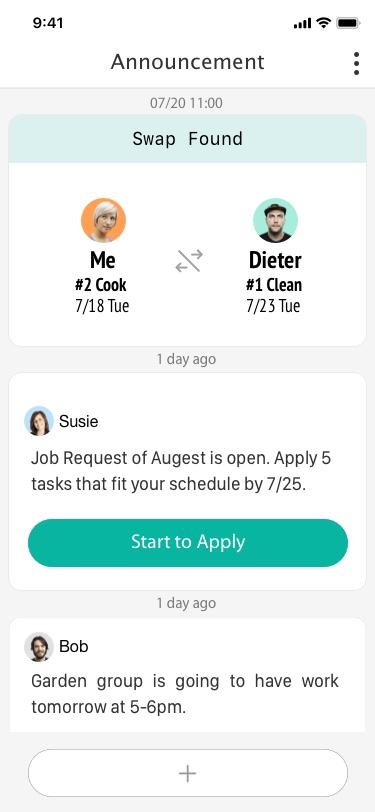 9:41
Announcement
07/20 11:00
Swap Found
Me
#2 Cook
7/18 Tue
Dieter
#1 Clean
7/23 Tue
1 day ago
Susie
Job Request of Augest is open. Apply 5
tasks that fit your schedule by 7/25.
Start to Apply
1 day ago
Bob
Garden group is going to have work
tomorrow at 5-6pm.
+